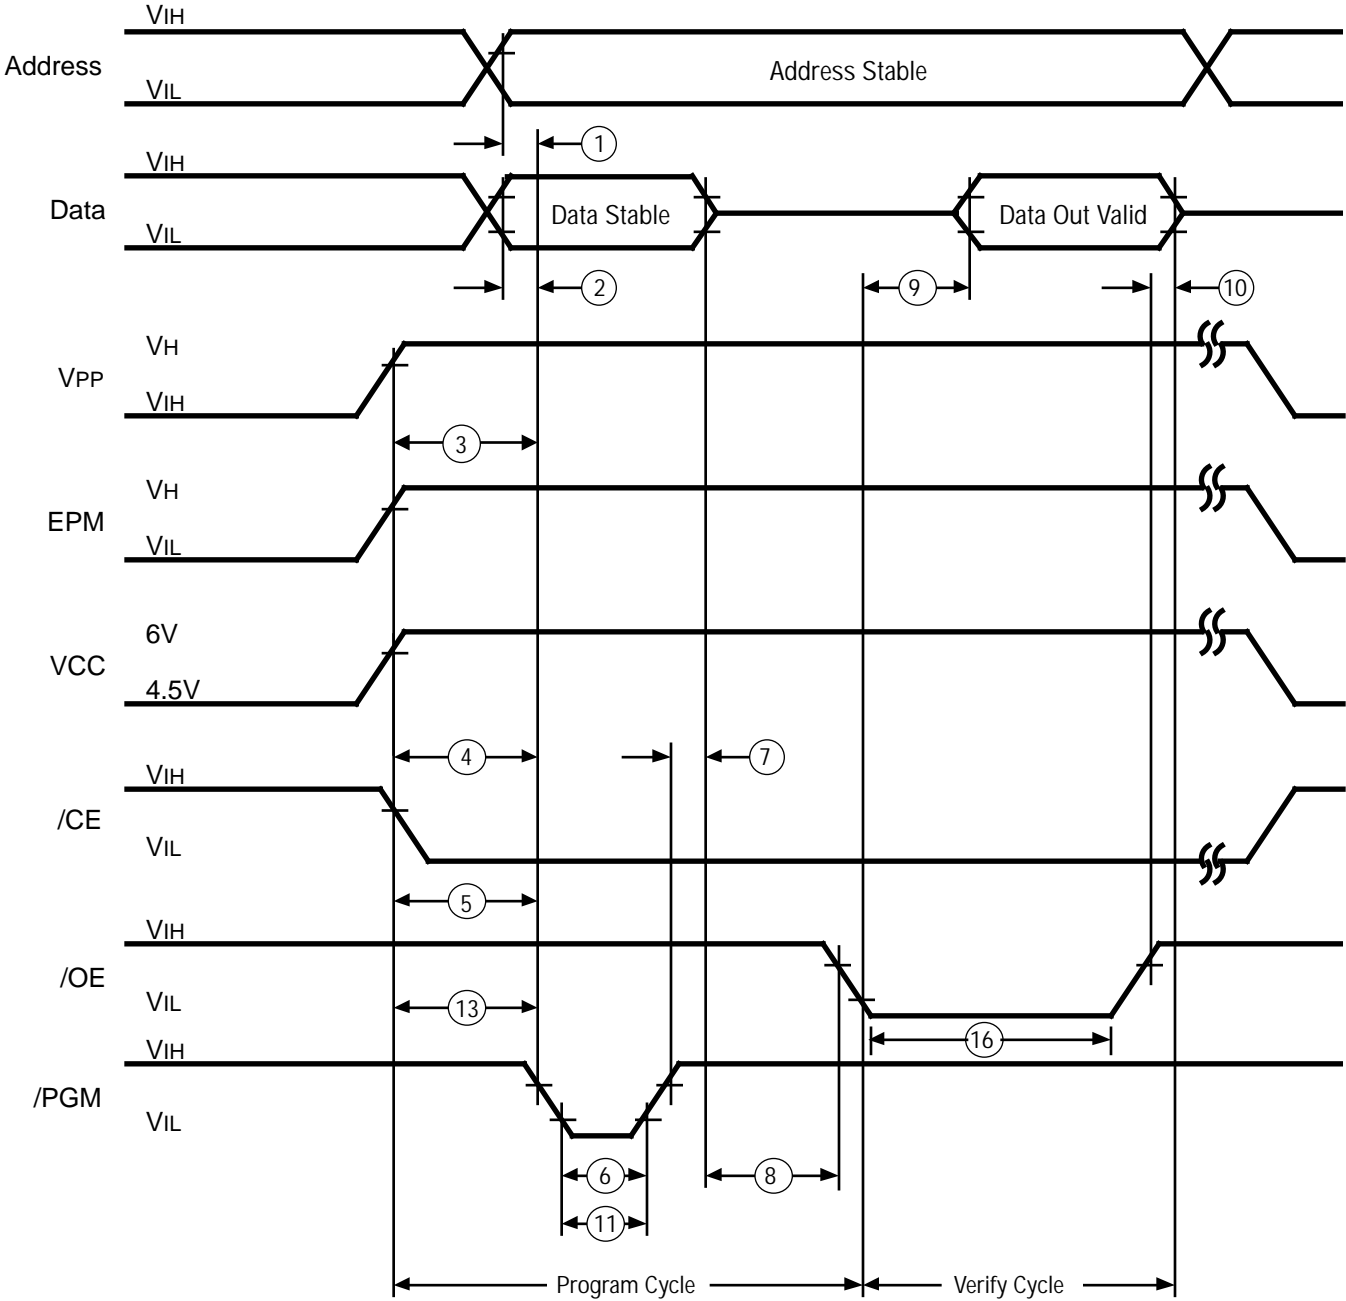 VIH
Address
Address Stable
VIL
1
VIH
Data
Data Stable
Data Out Valid
VIL
2
9
10
VH
VPP
VIH
3
VH
EPM
VIL
6V
VCC
4.5V
4
7
VIH
/CE
VIL
5
VIH
/OE
VIL
13
16
VIH
/PGM
VIL
6
8
11
Program Cycle
Verify Cycle